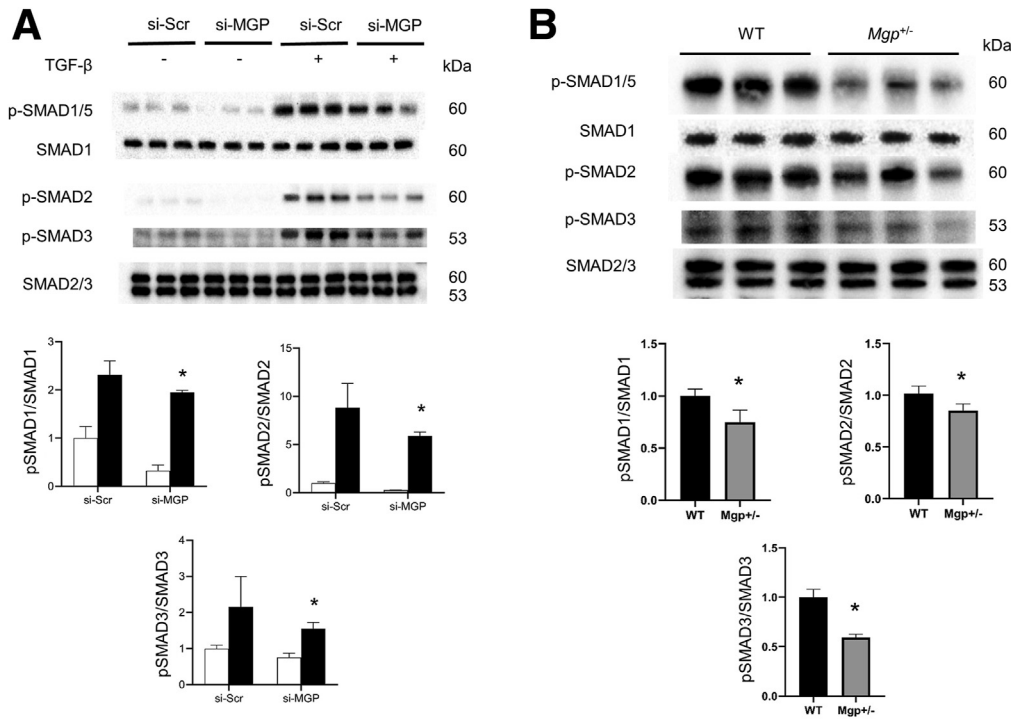 A
si-Scr si-MGP si-Scr si-MGP
TGF-β - - + + kDa
p-SMAD1/5 60
SMAD1 60
p-SMAD2 60
p-SMAD3 53
SMAD2/3 60
53
pSMAD1/SMAD1
3
2
1
0
*
si-Scr si-MGP
pSMAD2/SMAD2
15
10
5
0
*
si-Scr si-MGP
pSMAD3/SMAD3
4
3
2
1
0
*
si-Scr si-MGP
B
WT Mgp+/-
kDa
p-SMAD1/5 60
SMAD1 60
p-SMAD2 60
p-SMAD3 53
SMAD2/3 60
53
pSMAD1/SMAD1
1.5
1.0
0.5
0.0
*
WT Mgp+/-
pSMAD2/SMAD2
1.5
1.0
0.5
0.0
*
WT Mgp+/-
pSMAD3/SMAD3
1.5
1.0
0.5
0.0
*
WT Mgp+/-